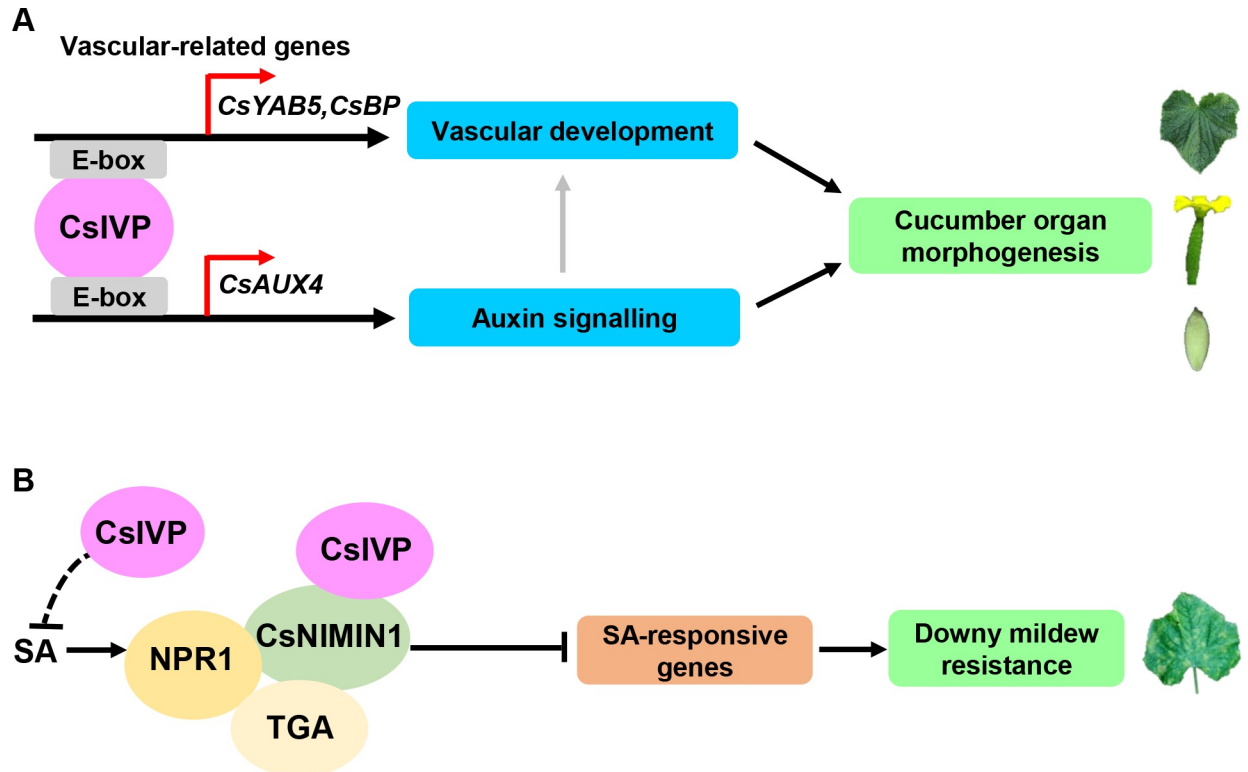 A
Vascular-related genes
CsYAB5,CsBP
E-box
Vascular development
CsIVP
Cucumber organ
morphogenesis
E-box
CsAUX4
Auxin signalling
B
CsIVP
CsIVP
SA
NPR1
CsNIMIN1
TGA
SA-responsive
genes
Downy mildew
resistance